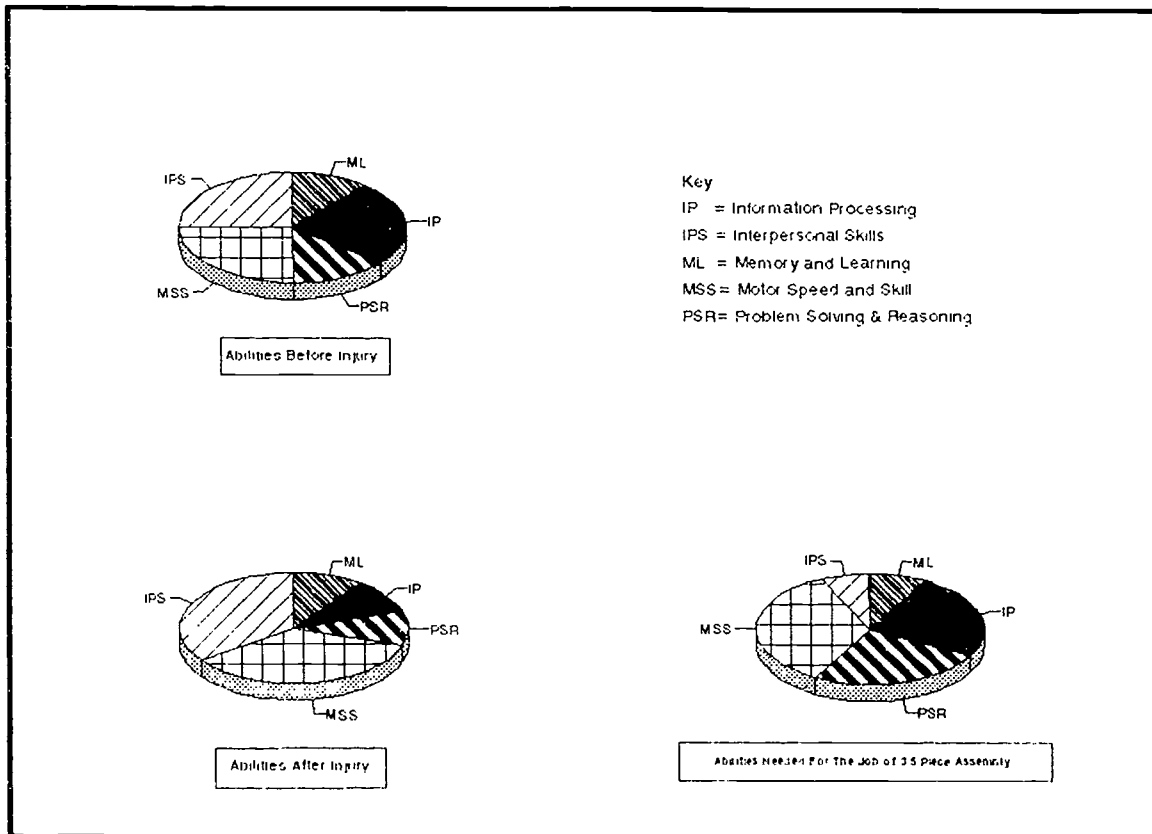 ML
IPS
IP
MSS
PSR
Abilities Before Injury
Key
IP = Information Processing
IPS = Interpersonal Skills
ML = Memory and Learning
MSS= Motor Speed and Skill
PSR= Problem Solving & Reasoning
ML
IPS
IP
PSR
MSS
Abilities After Injury
IPS
ML
IP
MSS
PSR
Abilities Needed For The Job of 3 5 Piece Assembly